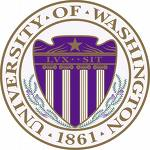 UNIVERSITY · OF · WASHINGTON
LVX · SIT
· 1861 ·